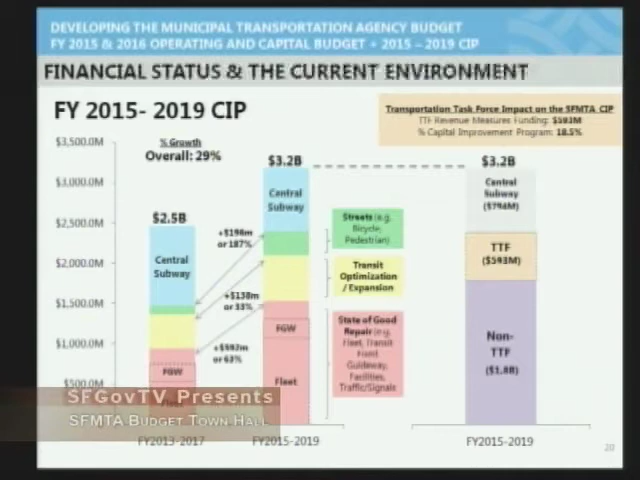 DEVELOPING THE MUNICIPAL TRANSPORTATION AGENCY BUDGET
FY 2015 & 2016 OPERATING AND CAPITAL BUDGET + 2015 – 2019 CIP
FINANCIAL STATUS & THE CURRENT ENVIRONMENT
FY 2015- 2019 CIP
Transportation Task Force Impact on the SFMTA CIP
TTF Revenue Measures Funding: $593M
% Capital Improvement Program: 18.5%
% Growth
Overall: 29%
$3,500.0M
$3,000.0M
$2,500.0M
$2,000.0M
$1,500.0M
$1,000.0M
$500.0M
$2.5B
Central
Subway
FGW
FY2013-2017
+$196m
or 187%
+$138m
or 33%
or 63%
$3.2B
Central
Subway
FGW
Fleet
FY2015-2019
Streets (e.g.
Bicycle,
Pedestrian)
Transit
Optimization
/ Expansion
State of Good
Repair (e.g.
Fleet, Transit
Fixed
Guideway,
Facilities,
Traffic/Signals
$3.2B
Central
Subway
($794M)
TTF
($593M)
Non-
TTF
($1.8B)
FY2015-2019
20
SFGovTV Presents
SFMTA Budget Town Hall